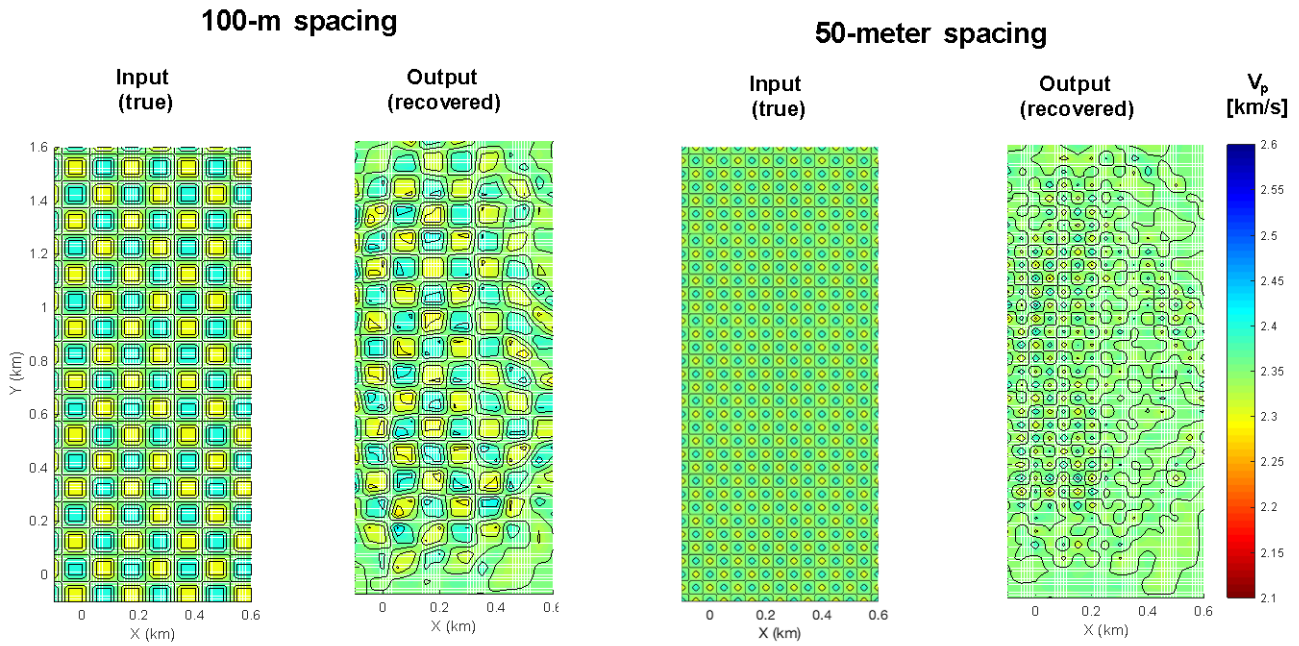 100-m spacing
50-meter spacing
Input
(true)
Output
(recovered)
Input
(true)
Output
(recovered)
Vp
[km/s]
1.6
1.4
1.2
1
0.8
0.6
0.4
0.2
0
Y (km)
0 0.2 0.4 0.6
X (km)
0 0.2 0.4 0.6
X (km)
0 0.2 0.4 0.6
X (km)
0 0.2 0.4 0.6
X (km)
2.6
2.55
2.5
2.45
2.4
2.35
2.3
2.25
2.2
2.15
2.1